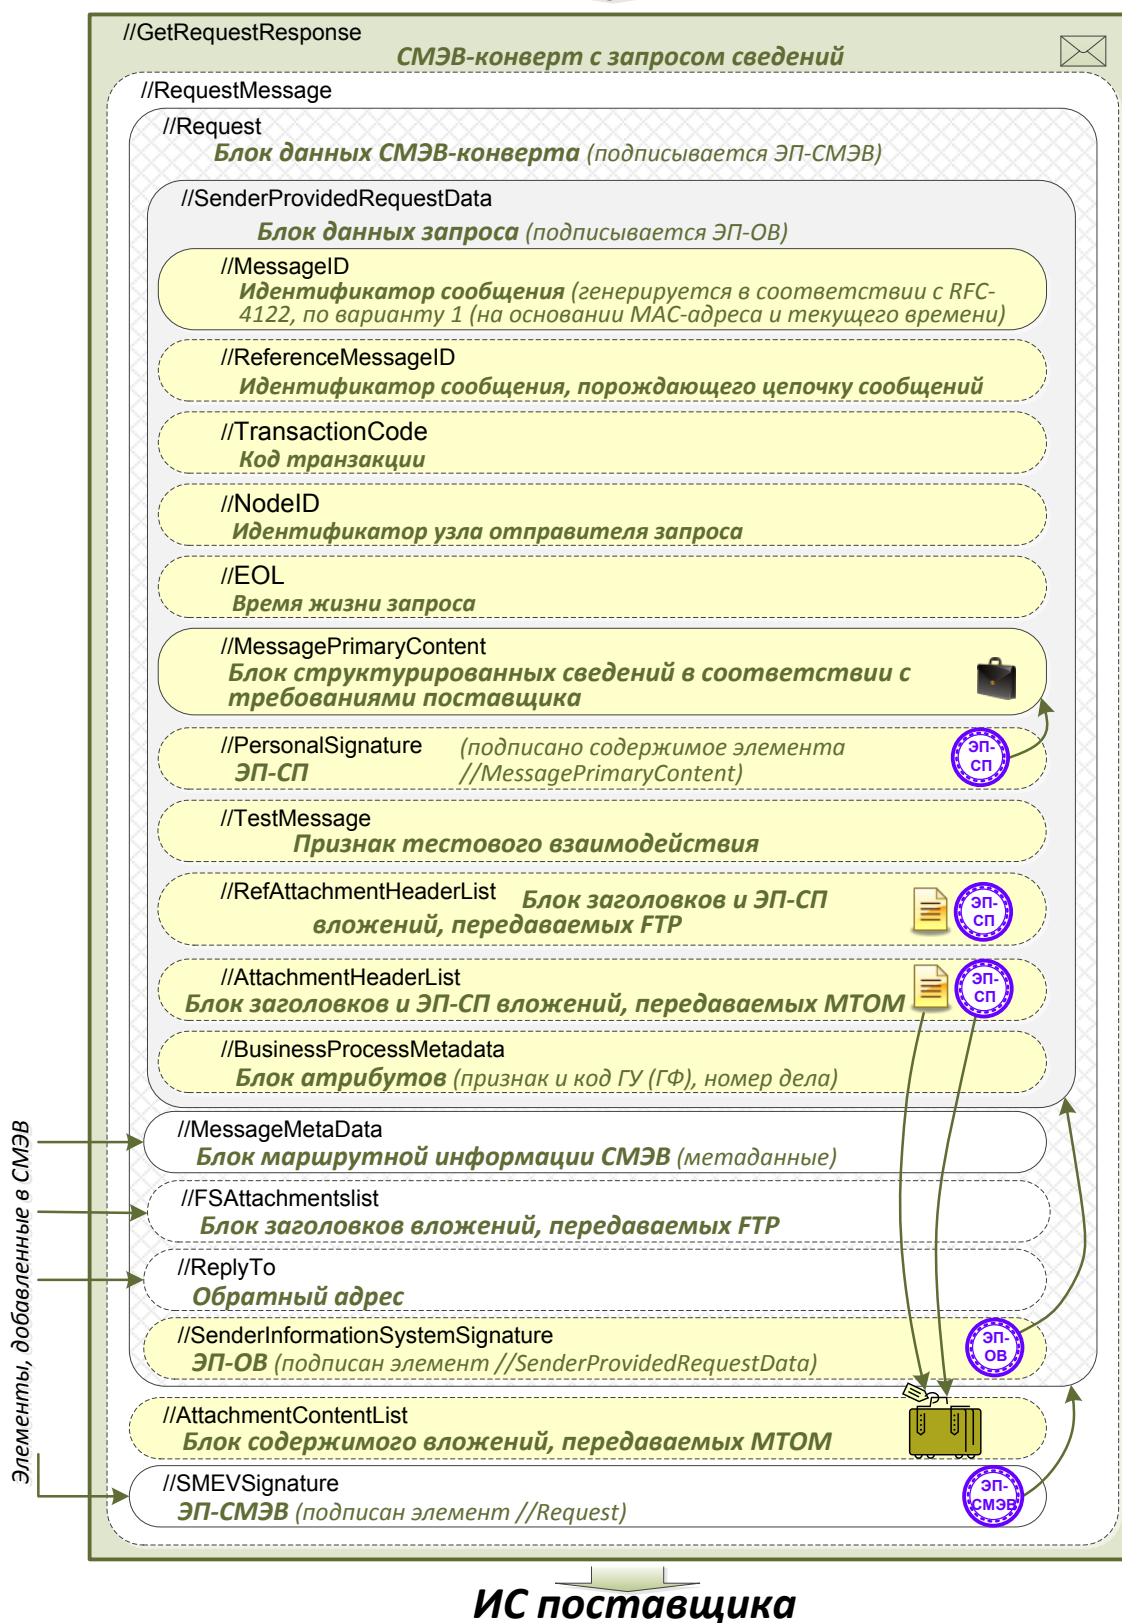 //GetRequestResponse
СМЭВ-конверт с запросом сведений
//RequestMessage
//Request
Блок данных СМЭВ-конверта (подписывается ЭП-СМЭВ)
//SenderProvidedRequestData
Блок данных запроса (подписывается ЭП-ОВ)
//MessageID
Идентификатор сообщения (генерируется в соответствии с RFC-
4122, по варианту 1 (на основании MAC-адреса и текущего времени)
//ReferenceMessageID
Идентификатор сообщения, порождающего цепочку сообщений
//TransactionCode
Код транзакции
//NodeID
Идентификатор узла отправителя запроса
//EOL
Время жизни запроса
//MessagePrimaryContent
Блок структурированных сведений в соответствии с
требованиями поставщика
//PersonalSignature (подписано содержимое элемента
ЭП-СП //MessagePrimaryContent)
ЭП-
СП
//TestMessage
Признак тестового взаимодействия
//RefAttachmentHeaderList Блок заголовков и ЭП-СП
вложений, передаваемых FTP
ЭП-
СП
//AttachmentHeaderList
Блок заголовков и ЭП-СП вложений, передаваемых MTOM
ЭП-
СП
//BusinessProcessMetadata
Блок атрибутов (признак и код ГУ (ГФ), номер дела)
Элементы, добавленные в СМЭВ
//MessageMetaData
Блок маршрутной информации СМЭВ (метаданные)
//FSAttachmentslist
Блок заголовков вложений, передаваемых FTP
//ReplyTo
Обратный адрес
//SenderInformationSystemSignature
ЭП-ОВ (подписан элемент //SenderProvidedRequestData)
ЭП-
ОВ
//AttachmentContentList
Блок содержимого вложений, передаваемых MTOM
//SMEVSignature
ЭП-СМЭВ (подписан элемент //Request)
ЭП-
СМЭВ
ИС поставщика